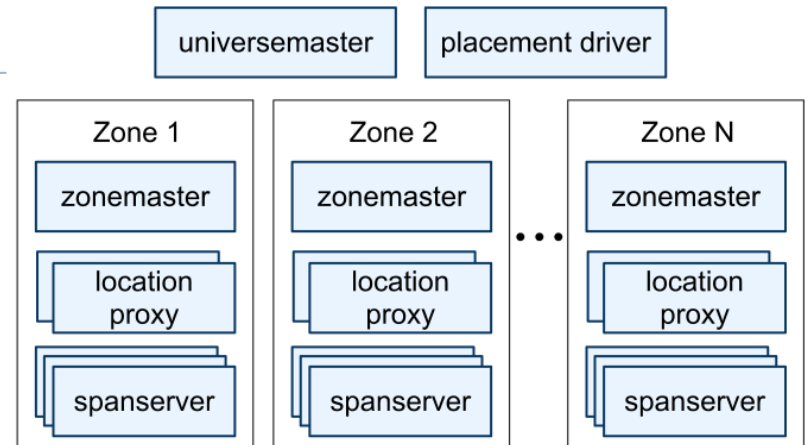 universemaster
placement driver
Zone 1
zonemaster
location
proxy
spanserver
Zone 2
zonemaster
location
proxy
spanserver
...
Zone N
zonemaster
location
proxy
spanserver